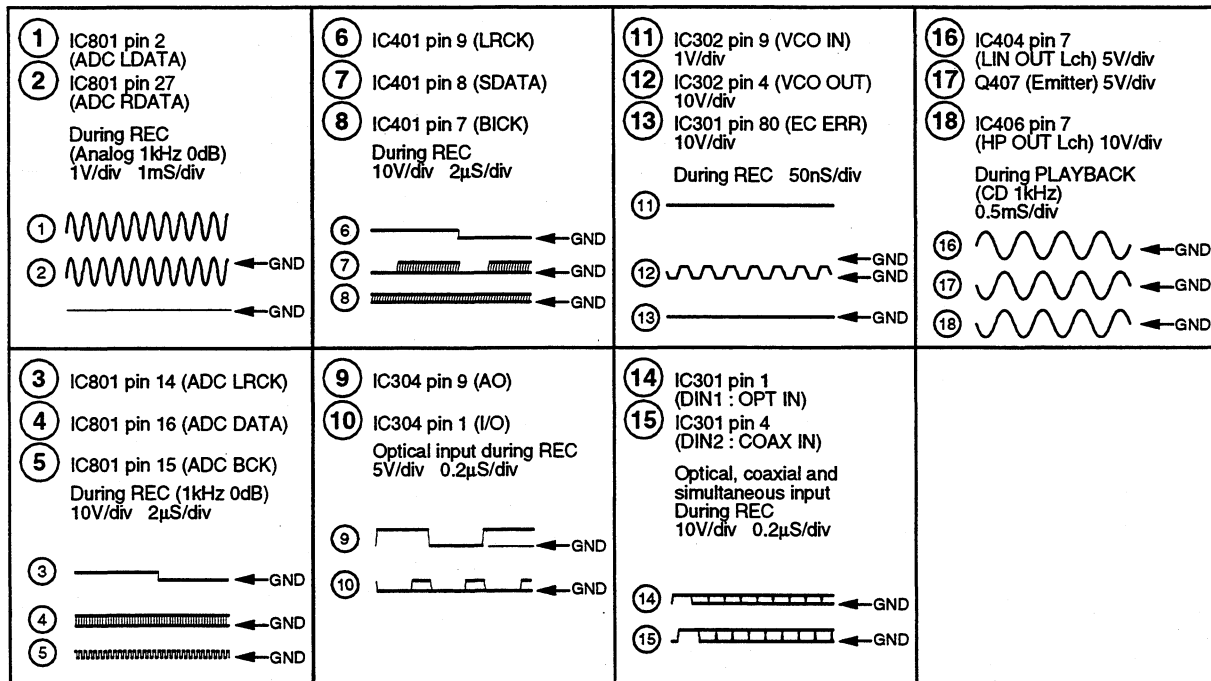 1 IC801 pin 2
(ADC LDATA)
2 IC801 pin 27
(ADC RDATA)
During REC
(Analog 1kHz 0dB)
1V/div 1mS/div
1
2
GND
GND
6 IC401 pin 9 (LRCK)
7 IC401 pin 8 (SDATA)
8 IC401 pin 7 (BICK)
During REC
10V/div 2µS/div
6
GND
7
GND
8
GND
11 IC302 pin 9 (VCO IN)
1V/div
12 IC302 pin 4 (VCO OUT)
10V/div
13 IC301 pin 80 (EC ERR)
10V/div
During REC 50nS/div
11
GND
12
GND
13
GND
16 IC404 pin 7
(LIN OUT Lch) 5V/div
17 Q407 (Emitter) 5V/div
18 IC406 pin 7
(HP OUT Lch) 10V/div
During PLAYBACK
(CD 1kHz)
0.5mS/div
16
GND
17
GND
18
GND
3 IC801 pin 14 (ADC LRCK)
4 IC801 pin 16 (ADC DATA)
5 IC801 pin 15 (ADC BCK)
During REC (1kHz 0dB)
10V/div 2µS/div
3
GND
4
GND
5
GND
9 IC304 pin 9 (AO)
10 IC304 pin 1 (I/O)
Optical input during REC
5V/div 0.2µS/div
9
GND
10
GND
14 IC301 pin 1
(DIN1 : OPT IN)
15 IC301 pin 4
(DIN2 : COAX IN)
Optical, coaxial and
simultaneous input
During REC
10V/div 0.2µS/div
14
GND
15
GND